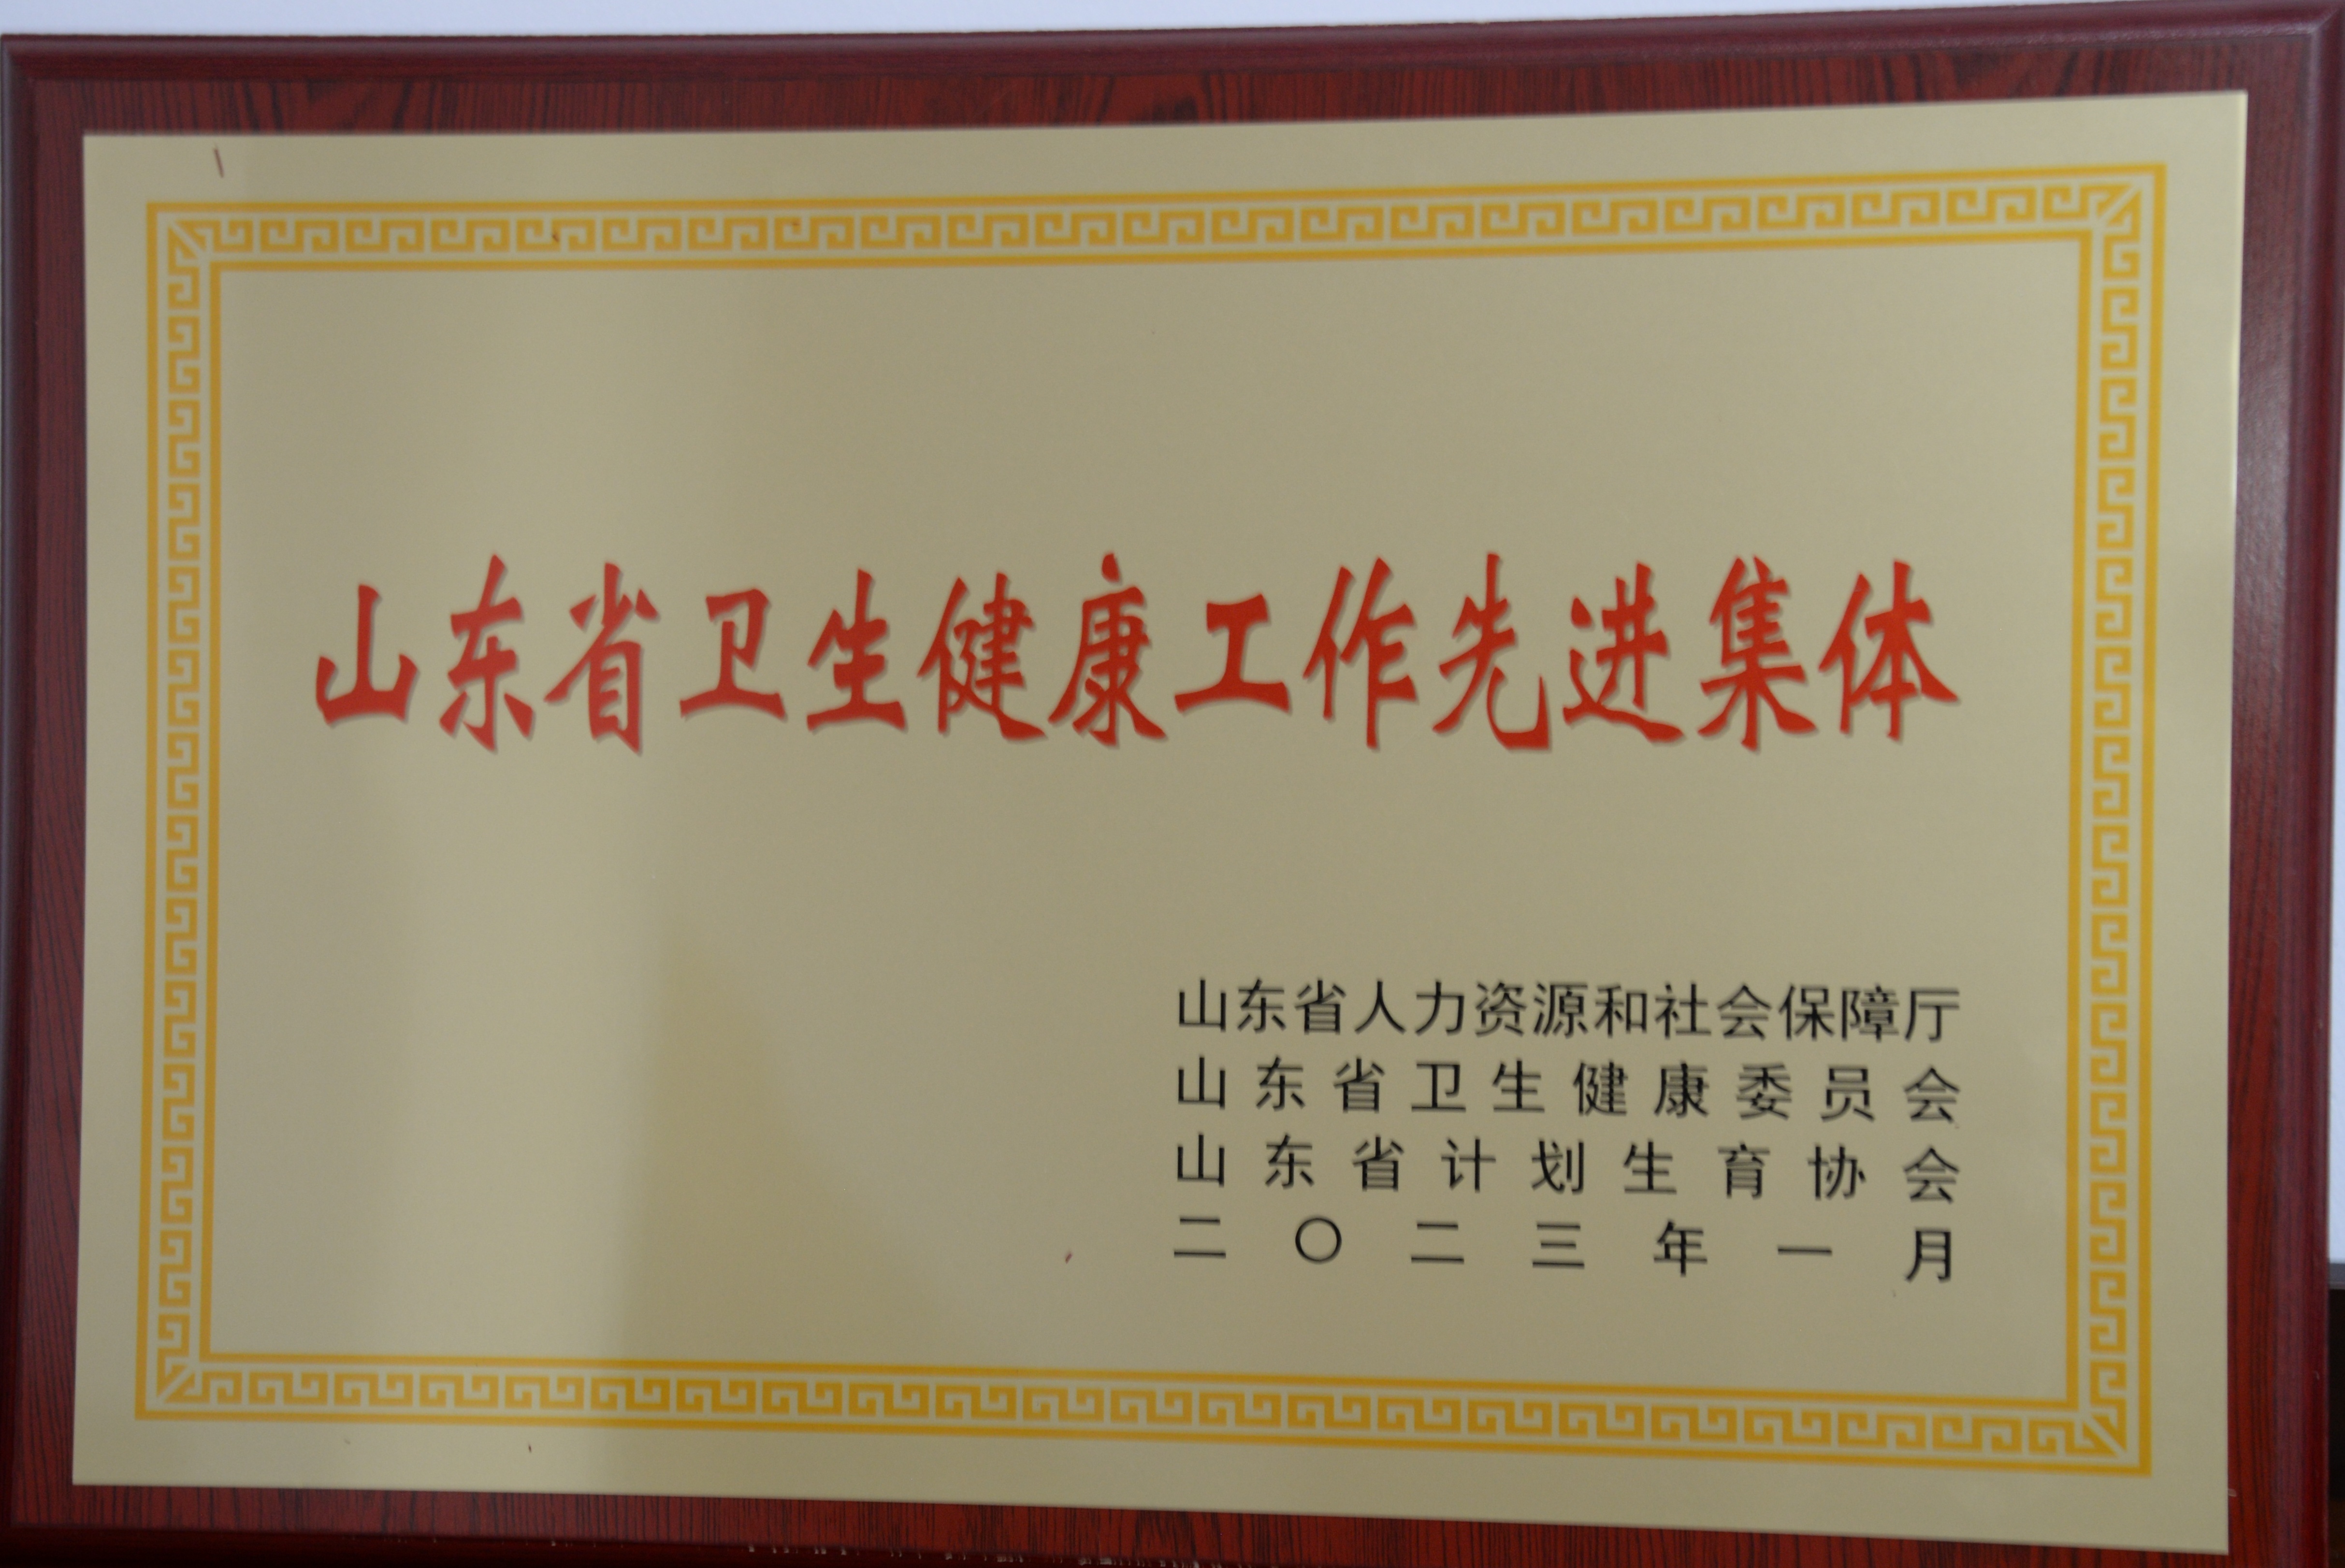 山东省卫生健康工作先进集体
山东省人力资源和社会保障厅
山东省卫生健康委员会
山东省计划生育协会
二〇二三年一月